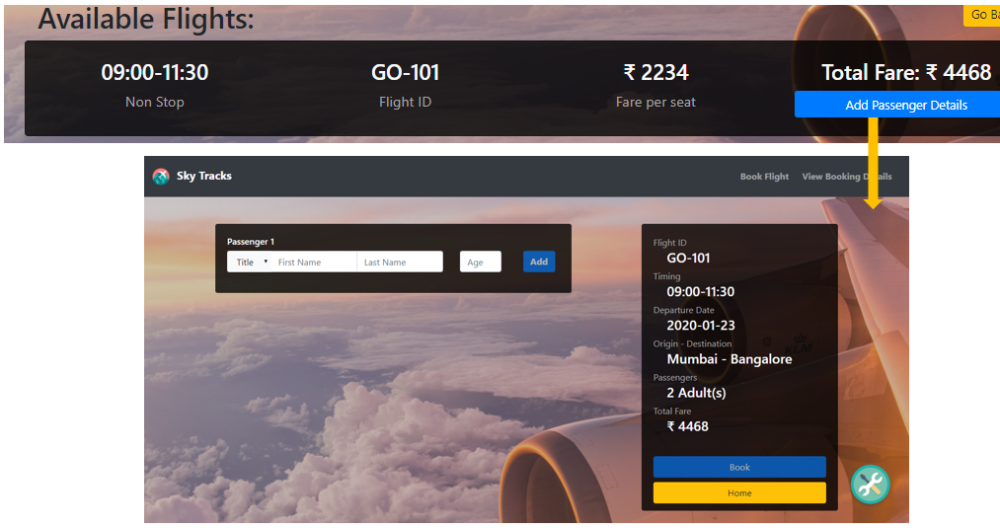 Available Flights:
Go Ba
09:00-11:30
GO-101
₹ 2234
Total Fare: ₹ 4468
Non Stop
Flight ID
Fare per seat
Add Passenger Details
Sky Tracks
Book Flight
View Booking Details
Passenger 1
Title
First Name
Last Name
Age
Add
Flight ID
GO-101
Timing
09:00-11:30
Departure Date
2020-01-23
Origin - Destination
Mumbai - Bangalore
Passengers
2 Adult(s)
Total Fare
₹ 4468
Book
Home